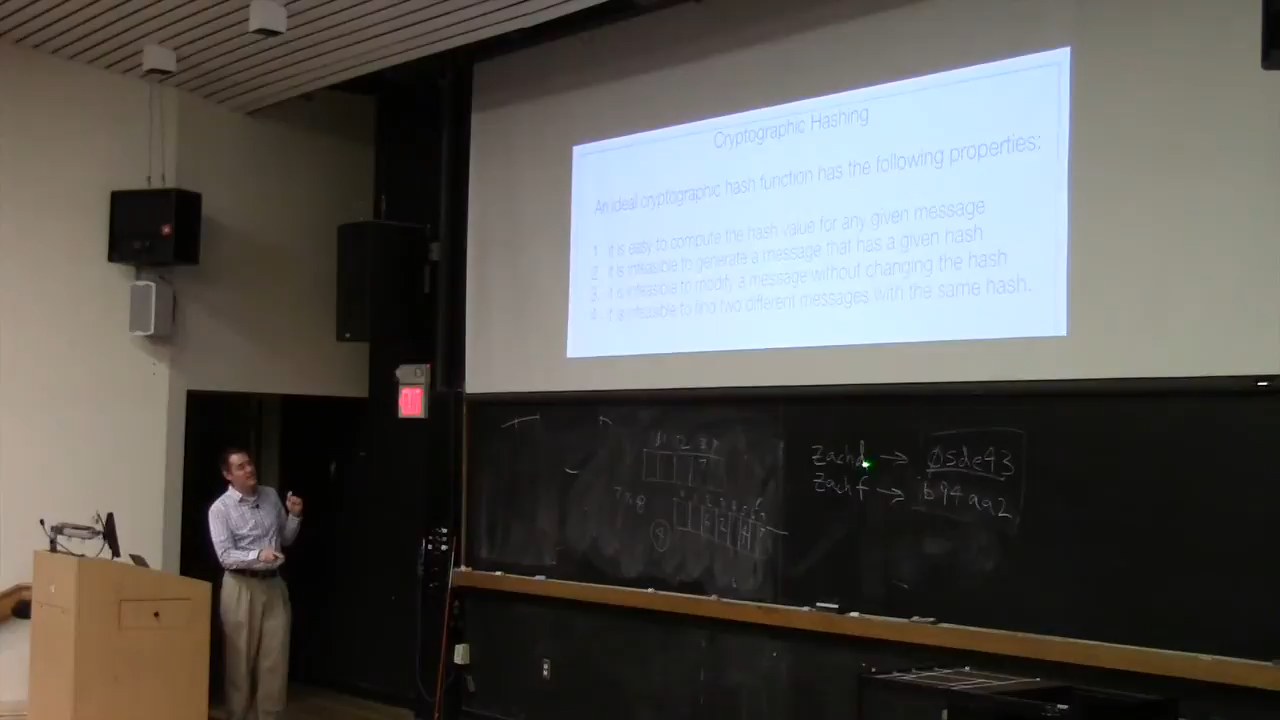 Cryptographic Hashing
An ideal cryptographic hash function has the following properties:
1. it is easy to compute the hash value for any given message
2. it is infeasible to generate a message that has a given hash
3. it is infeasible to modify a message without changing the hash
4. it is infeasible to find two different messages with the same hash.
Zachd → 05de43
Zachf → b94aa2
7
8